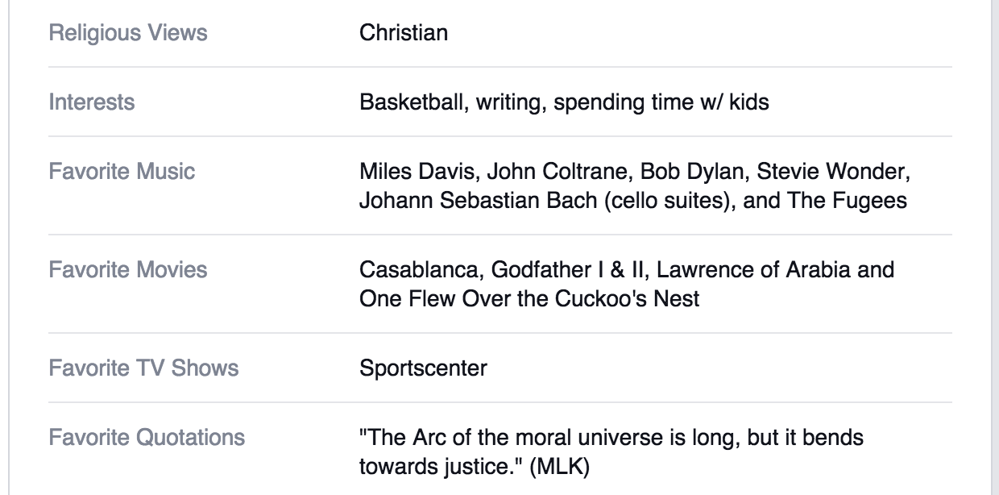 Religious Views Christian
Interests Basketball, writing, spending time w/ kids
Favorite Music Miles Davis, John Coltrane, Bob Dylan, Stevie Wonder,
Johann Sebastian Bach (cello suites), and The Fugees
Favorite Movies Casablanca, Godfather I & II, Lawrence of Arabia and
One Flew Over the Cuckoo's Nest
Favorite TV Shows Sportscenter
Favorite Quotations "The Arc of the moral universe is long, but it bends
towards justice." (MLK)